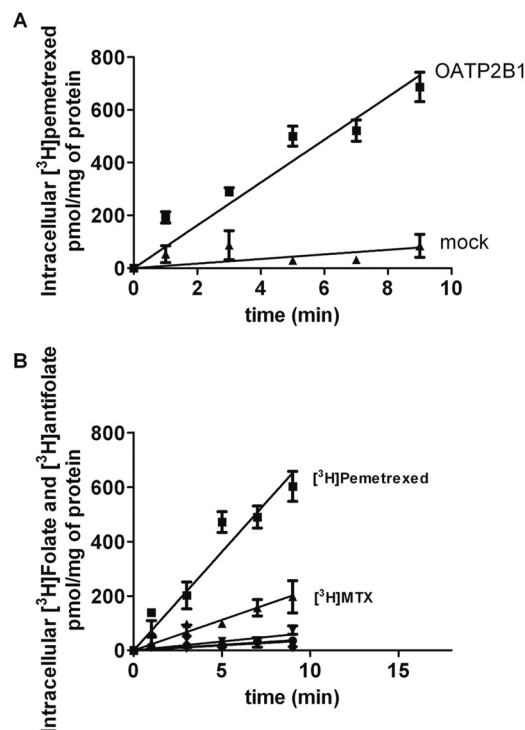 A
Intracellular [³H]pemetrexed
pmol/mg of protein
800
600
400
200
0
OATP2B1
mock
0 2 4 6 8 10
time (min)
B
Intracellular [³H]Folate and [³H]antifolate
pmol/mg of protein
800
600
400
200
0
[³H]Pemetrexed
[³H]MTX
0 5 10 15
time (min)